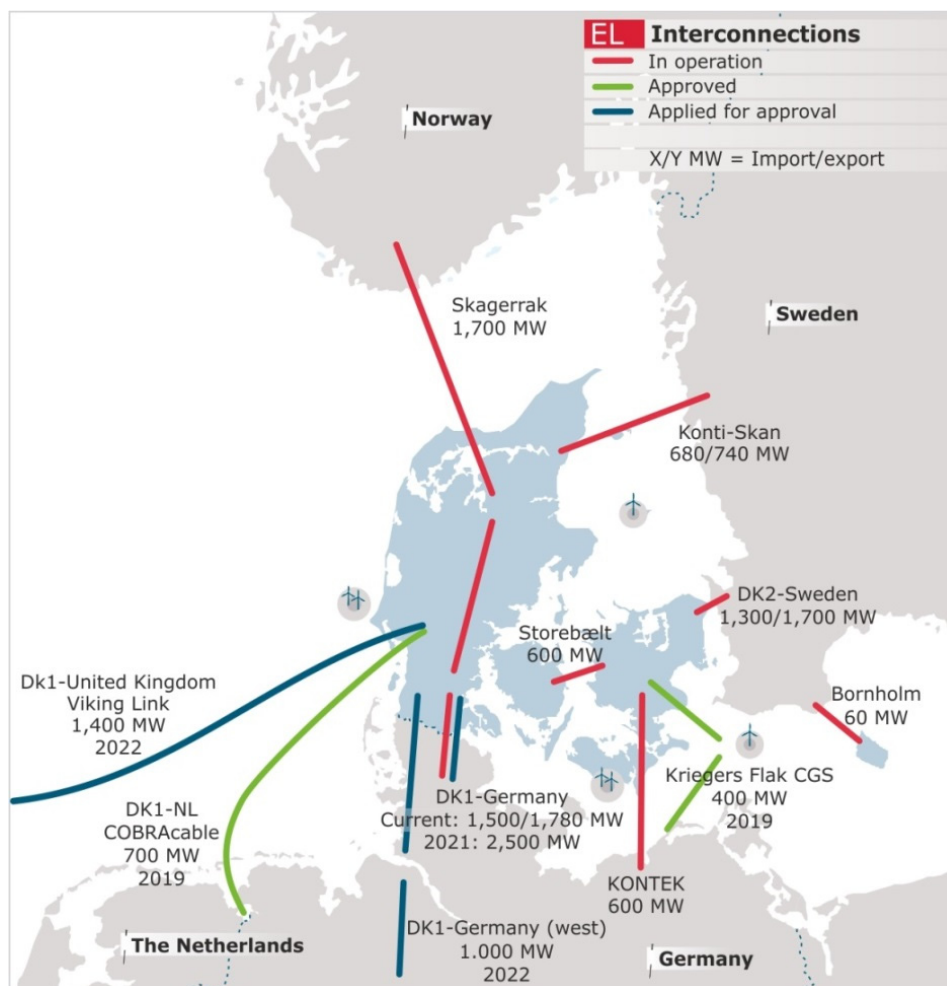 EL Interconnections
In operation
Approved
Applied for approval
X/Y MW = Import/export
Norway
Sweden
Skagerrak
1,700 MW
Konti-Skan
680/740 MW
DK2-Sweden
1,300/1,700 MW
Storebælt
600 MW
Bornholm
60 MW
Dk1-United Kingdom
Viking Link
1,400 MW
2022
Kriegers Flak CGS
400 MW
2019
DK1-NL
COBRAcable
700 MW
2019
DK1-Germany
Current: 1,500/1,780 MW
2021: 2,500 MW
KONTEK
600 MW
DK1-Germany (west)
1.000 MW
2022
The Netherlands
Germany